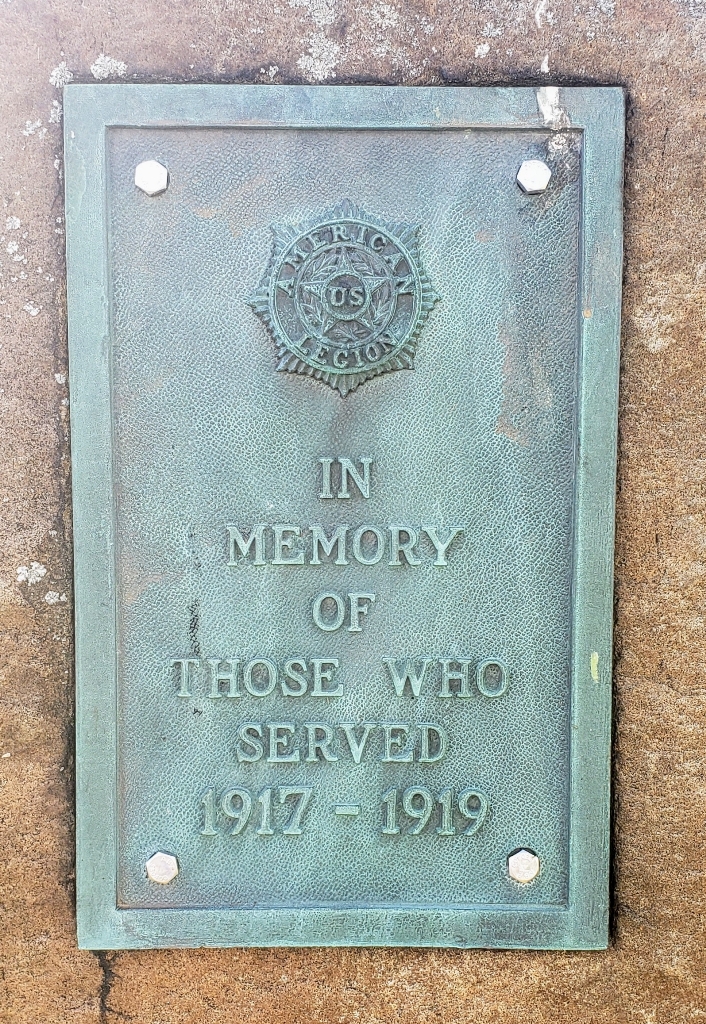 AMERICAN
US
LEGION
IN
MEMORY
OF
THOSE WHO
SERVED
1917 - 1919